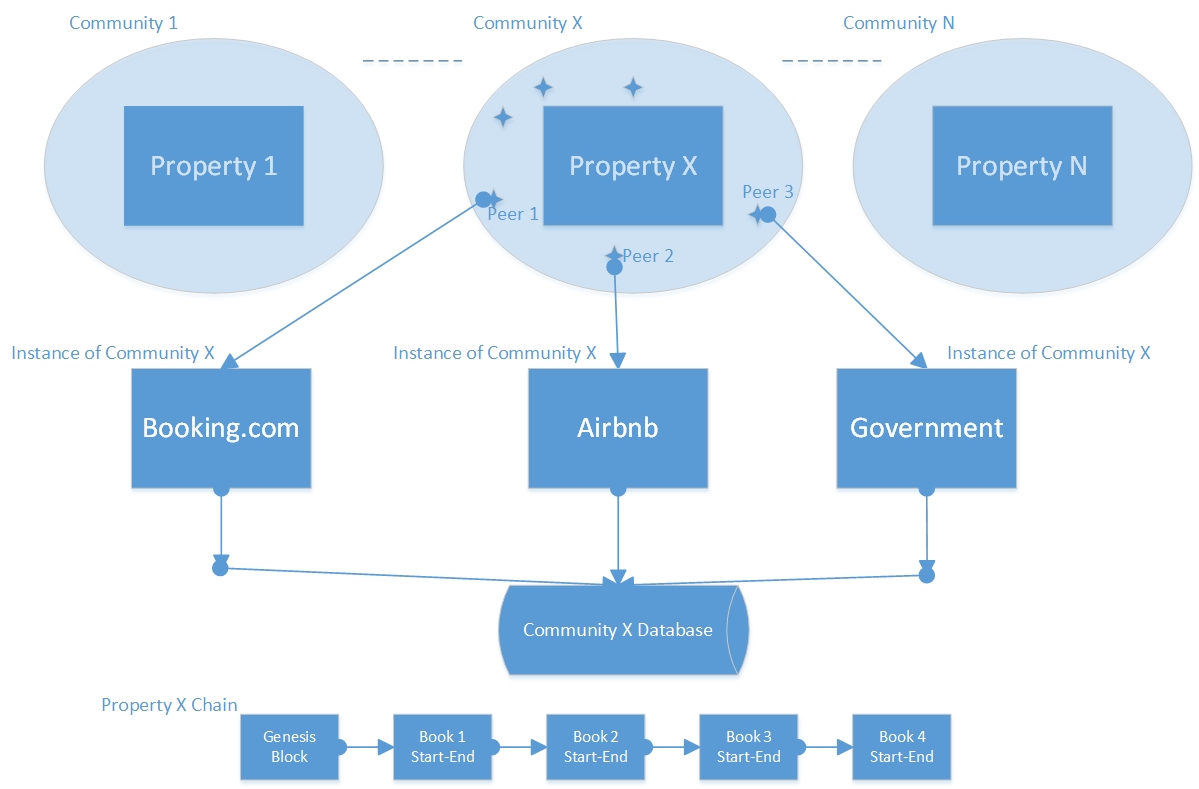 Community 1
Community X
Community N
Property 1
Property X
Property N
Peer 3
Peer 1
Peer 2
Instance of Community X
Instance of Community X
Instance of Community X
Booking.com
Airbnb
Government
Community X Database
Property X Chain
Genesis
Block
Book 1
Start-End
Book 2
Start-End
Book 3
Start-End
Book 4
Start-End